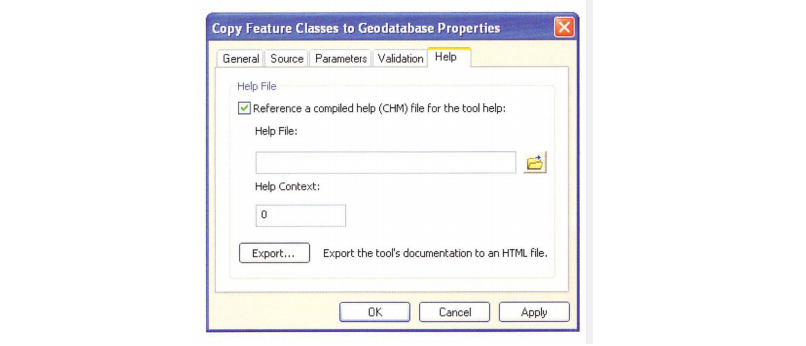 Copy Feature Classes to Geodatabase Properties
General Source Parameters Validation Help
Help File
Reference a compiled help (CHM) file for the tool help:
Help File:
Help Context:
0
Export... Export the tool's documentation to an HTML file.
OK Cancel Apply